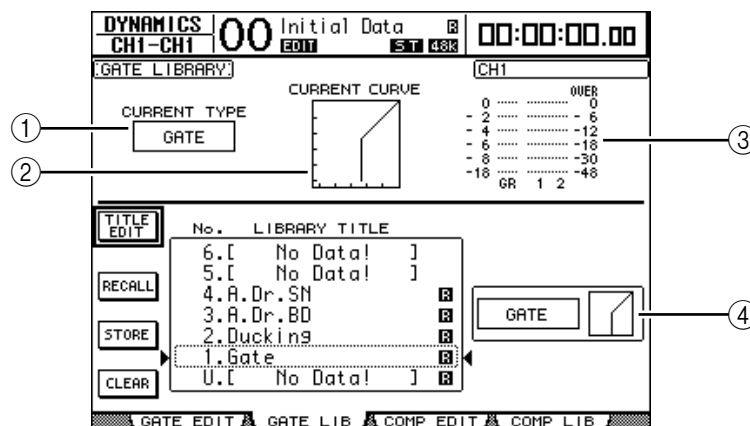 DYNAMICS
CH1-CH1
00 Initial Data R
EDIT ST 48K
00:00:00.00
GATE LIBRARY
CH1
CURRENT TYPE
GATE
CURRENT CURVE
OVER
0 0
-2 -6
-4 -12
-6 -18
-8 -30
-18 -48
GR 1 2
1
2
3
TITLE EDIT
RECALL
STORE
CLEAR
No. LIBRARY TITLE
6.[ No Data! ]
5.[ No Data! ]
4.A.Dr.SN R
3.A.Dr.BD R
2.Ducking R
1.Gate R
U.[ No Data! ] R
GATE
4
GATE EDIT GATE LIB COMP EDIT COMP LIB